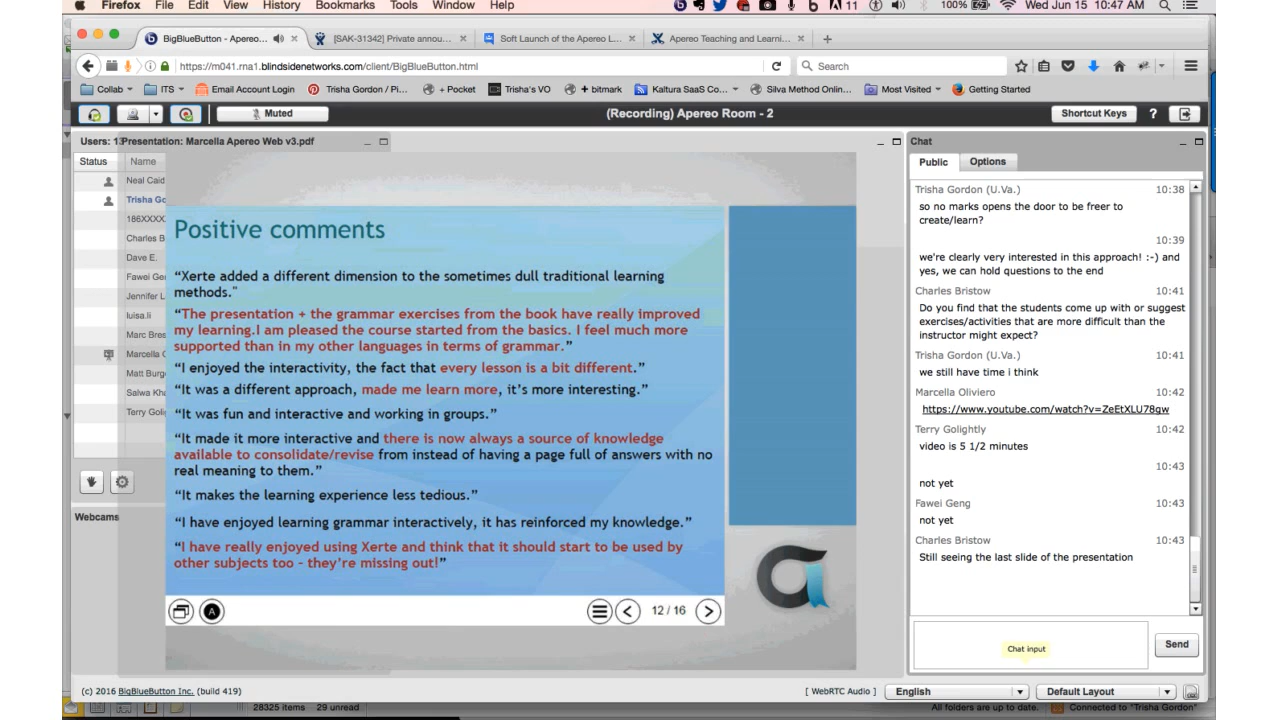 Firefox File Edit View History Bookmarks Tools Window Help 11 100% Wed Jun 15 10:47 AM
BigBlueButton - Apereo... [SAK-31342] Private annou... Soft Launch of the Apereo L... Apereo Teaching and Learni...
https://m041.rna1.blindsidenetworks.com/client/BigBlueButton.html Search
Collab ITS Email Account Login Trisha Gordon / Pi... + Pocket Trisha's VO + bitmark Kaltura SaaS Co... Silva Method Onlin... Most Visited Getting Started
Muted (Recording) Apereo Room - 2 Shortcut Keys ?
Users: Presentation: Marcella Apereo Web v3.pdf
Status Name
Neal Caid
Trisha Go
186XXXX
Charles B
Dave E.
Fawei Ge
Jennifer L
luisa.li
Marc Bres
Marcella
Matt Burg
Salwa Kha
Terry Goli
Webcams
Positive comments
“Xerte added a different dimension to the sometimes dull traditional learning
methods.”
“The presentation + the grammar exercises from the book have really improved
my learning.I am pleased the course started from the basics. I feel much more
supported than in my other languages in terms of grammar.”
“I enjoyed the interactivity, the fact that every lesson is a bit different.”
“It was a different approach, made me learn more, it’s more interesting.”
“It was fun and interactive and working in groups.”
“It made it more interactive and there is now always a source of knowledge
available to consolidate/revise from instead of having a page full of answers with no
real meaning to them.”
“It makes the learning experience less tedious.”
“I have enjoyed learning grammar interactively, it has reinforced my knowledge.”
“I have really enjoyed using Xerte and think that it should start to be used by
other subjects too – they’re missing out!”
A 12 / 16
Chat
Public Options
Trisha Gordon (U.Va.) 10:38
so no marks opens the door to be freer to
create/learn?
10:39
we're clearly very interested in this approach! :-) and
yes, we can hold questions to the end
Charles Bristow 10:41
Do you find that the students come up with or suggest
exercises/activities that are more difficult than the
instructor might expect?
Trisha Gordon (U.Va.) 10:41
we still have time i think
Marcella Oliviero 10:42
https://www.youtube.com/watch?v=ZeEtXLU78gw
Terry Golightly 10:42
video is 5 1/2 minutes
10:43
not yet
Fawei Geng 10:43
not yet
Charles Bristow 10:43
Still seeing the last slide of the presentation
Chat input
Send
(c) 2016 BigBlueButton Inc. (build 419) [ WebRTC Audio ] English Default Layout
28325 items 29 unread All folders are up to date. Connected to "Trisha Gordon"